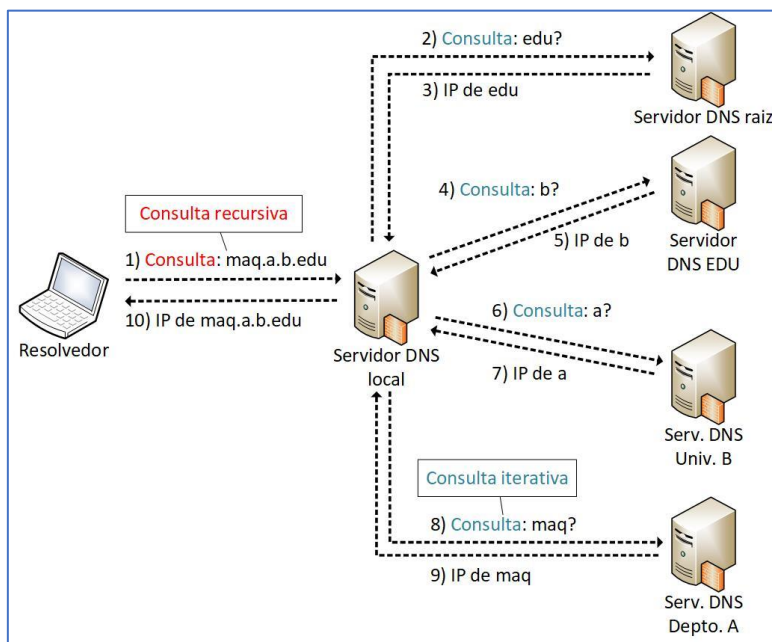 2) Consulta: edu?
3) IP de edu
Servidor DNS raiz
4) Consulta: b?
5) IP de b
Servidor
DNS EDU
Consulta recursiva
1) Consulta: maq.a.b.edu
10) IP de maq.a.b.edu
Resolvedor
Servidor DNS
local
6) Consulta: a?
7) IP de a
Serv. DNS
Univ. B
Consulta iterativa
8) Consulta: maq?
9) IP de maq
Serv. DNS
Depto. A